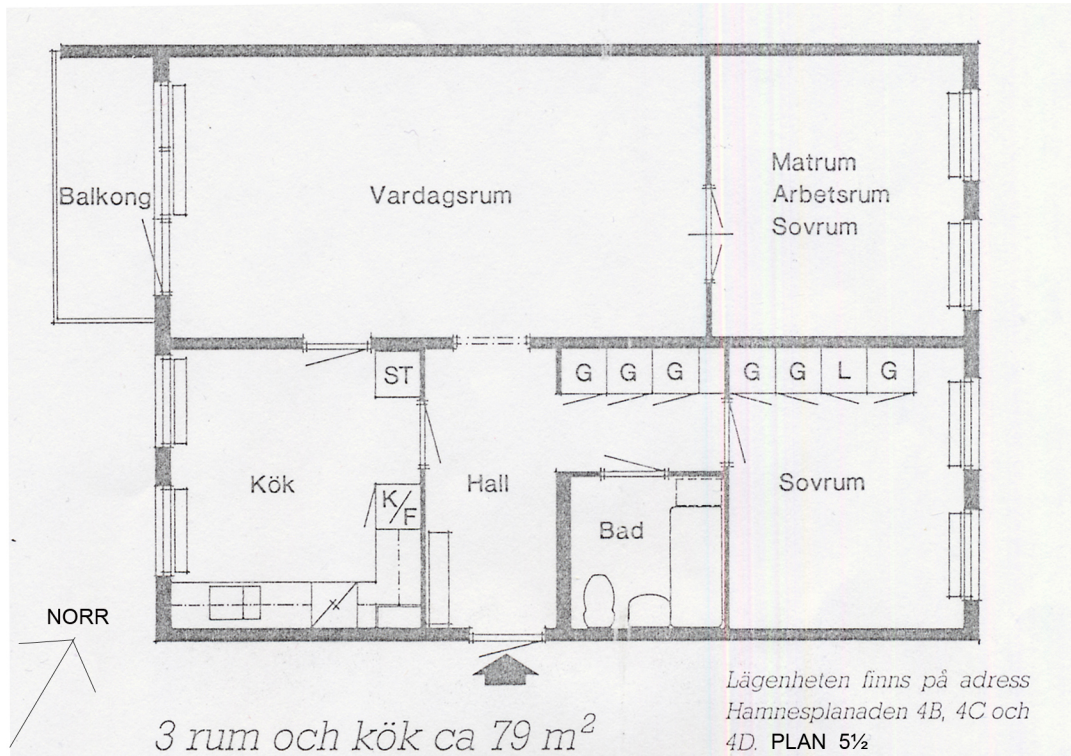 Balkong
Vardagsrum
Matrum
Arbetsrum
Sovrum
ST
G G G G G L G
Kök
K/F
Hall
Bad
Sovrum
NORR
3 rum och kök ca 79 m²
Lägenheten finns på adress
Hamnesplanaden 4B, 4C och
4D. PLAN 5½